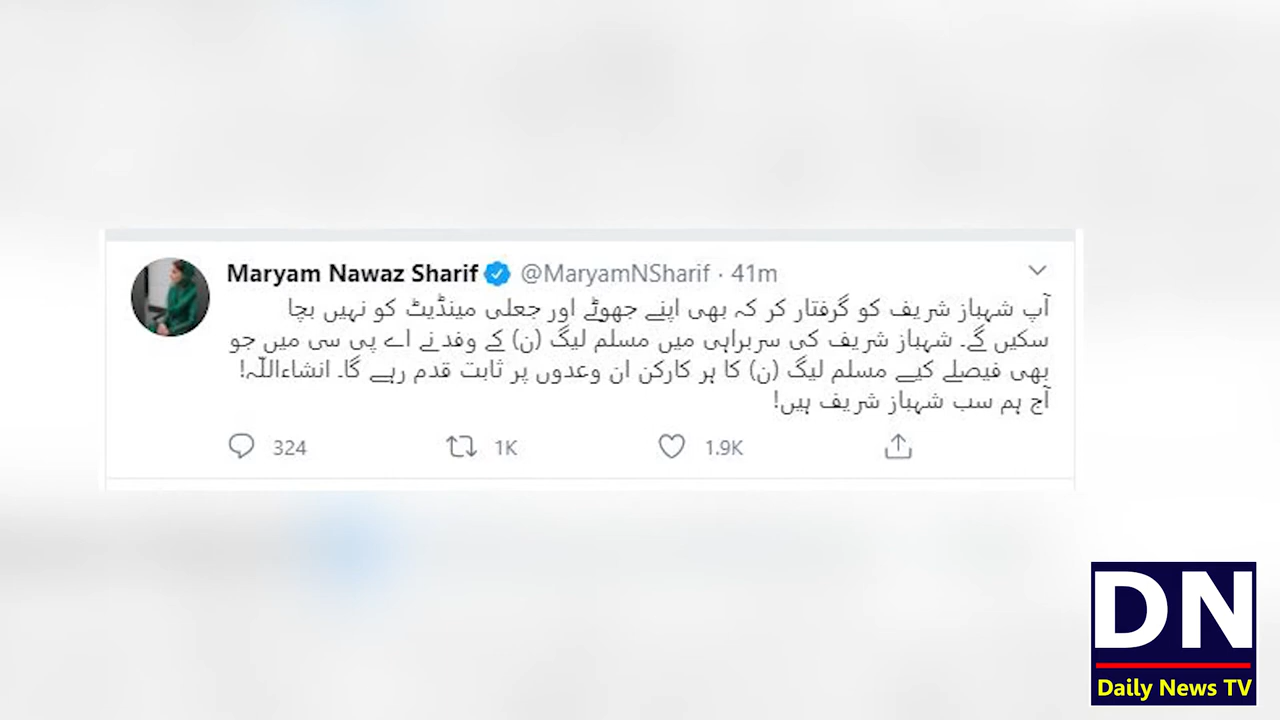 Maryam Nawaz Sharif @MaryamNSharif · 41m
آپ شہباز شریف کو گرفتار کر کہ بھی اپنے جھوٹے اور جعلی مینڈیٹ کو نہیں بچا
سکیں گے۔ شہباز شریف کی سربراہی میں مسلم لیگ (ن) کے وفد نے اے پی سی میں جو
بھی فیصلے کیے مسلم لیگ (ن) کا ہر کارکن ان وعدوں پر ثابت قدم رہے گا۔ انشاءاللّٰہ!
آج ہم سب شہباز شریف ہیں!
324 1K 1.9K
DN
Daily News TV